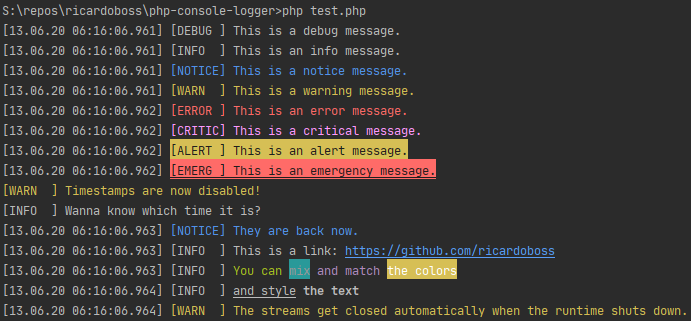 S:\repos\ricardoboss\php-console-logger>php test.php
[13.06.20 06:16:06.961] [DEBUG ] This is a debug message.
[13.06.20 06:16:06.961] [INFO  ] This is an info message.
[13.06.20 06:16:06.961] [NOTICE] This is a notice message.
[13.06.20 06:16:06.961] [WARN  ] This is a warning message.
[13.06.20 06:16:06.962] [ERROR ] This is an error message.
[13.06.20 06:16:06.962] [CRITIC] This is a critical message.
[13.06.20 06:16:06.962] [ALERT ] This is an alert message.
[13.06.20 06:16:06.962] [EMERG ] This is an emergency message.
[WARN  ] Timestamps are now disabled!
[INFO  ] Wanna know which time it is?
[13.06.20 06:16:06.963] [NOTICE] They are back now.
[13.06.20 06:16:06.963] [INFO  ] This is a link: https://github.com/ricardoboss
[13.06.20 06:16:06.963] [INFO  ] You can mix and match the colors
[13.06.20 06:16:06.964] [INFO  ] and style the text
[13.06.20 06:16:06.964] [WARN  ] The streams get closed automatically when the runtime shuts down.